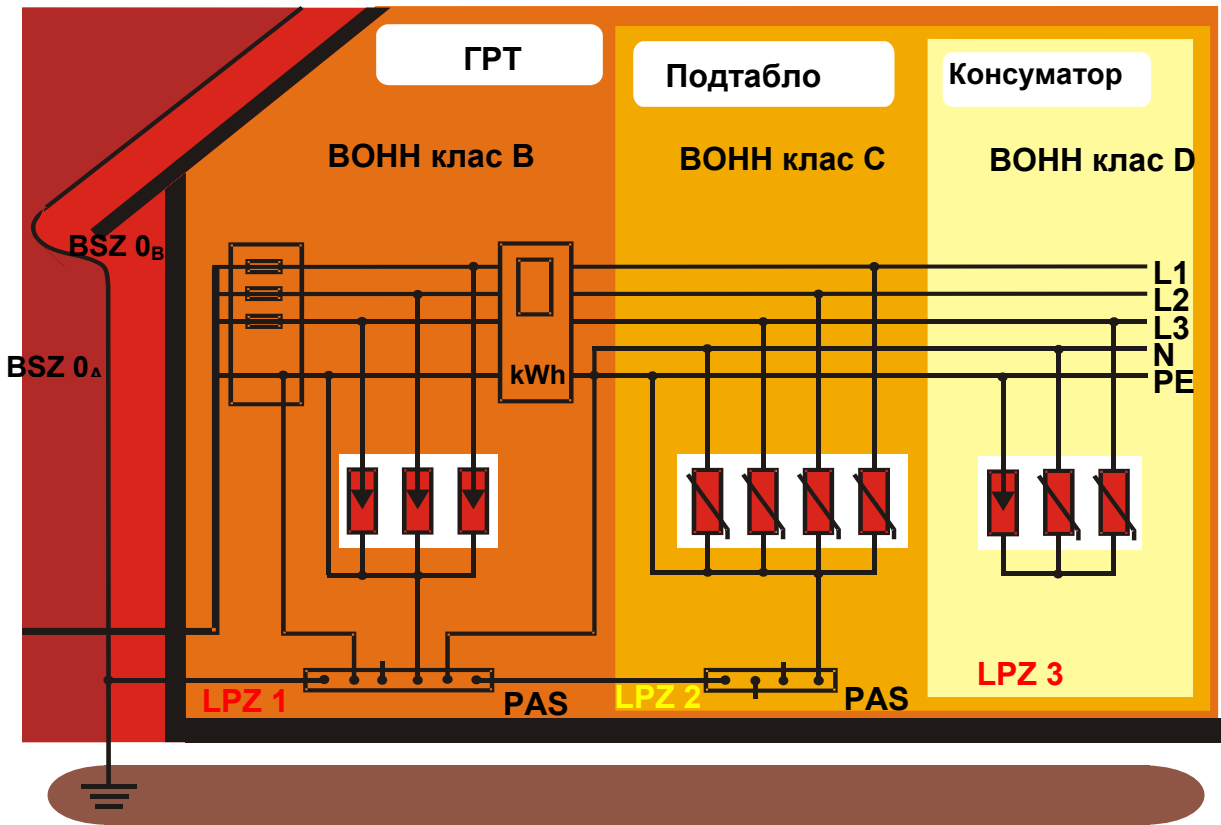 ГРТ
Подтабло
Консуматор
ВОНН клас B
ВОНН клас C
ВОНН клас D
BSZ 0B
BSZ 0A
L1
L2
L3
N
PE
kWh
LPZ 1
PAS
LPZ 2
PAS
LPZ 3